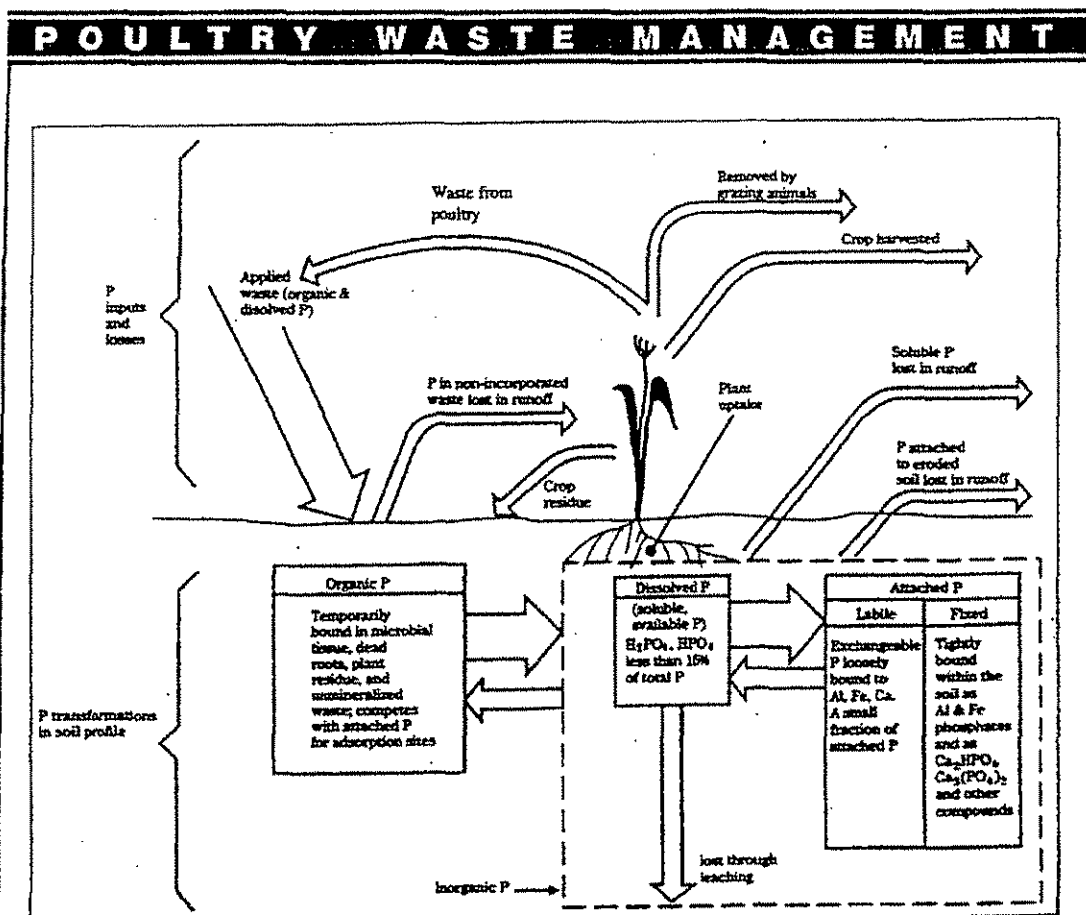 POULTRY WASTE MANAGEMENT
Removed by
grazing animals
Waste from
poultry
Crop harvested
Applied
waste (organic &
disolved P)
P
inputs
and
losses
Soluble P
lost in runoff
P in non-incorporated
waste lost in runoff
Plant
uptake
P attached
to eroded
soil lost in runoff
Crop
residue
Organic P
Temporarily
bound in microbial
tissue, dead
roots, plant
residue, and
unmineralized
waste; competes
with attached P
for adsorption sites
Dissolved P
(soluble,
available P)
H₂PO₄, HPO₄
less than 15%
of total P
Attached P
Labile
Exchangeable
P loosely
bound to
Al, Fe, Ca.
A small
fraction of
attached P
Fixed
Tightly
bound
within the
soil as
Al & Fe
phosphates
and as
Ca₂HPO₄
Ca₃(PO₄)₂
and other
compounds
P transformations
in soil profile
lost through
leaching
Inorganic P